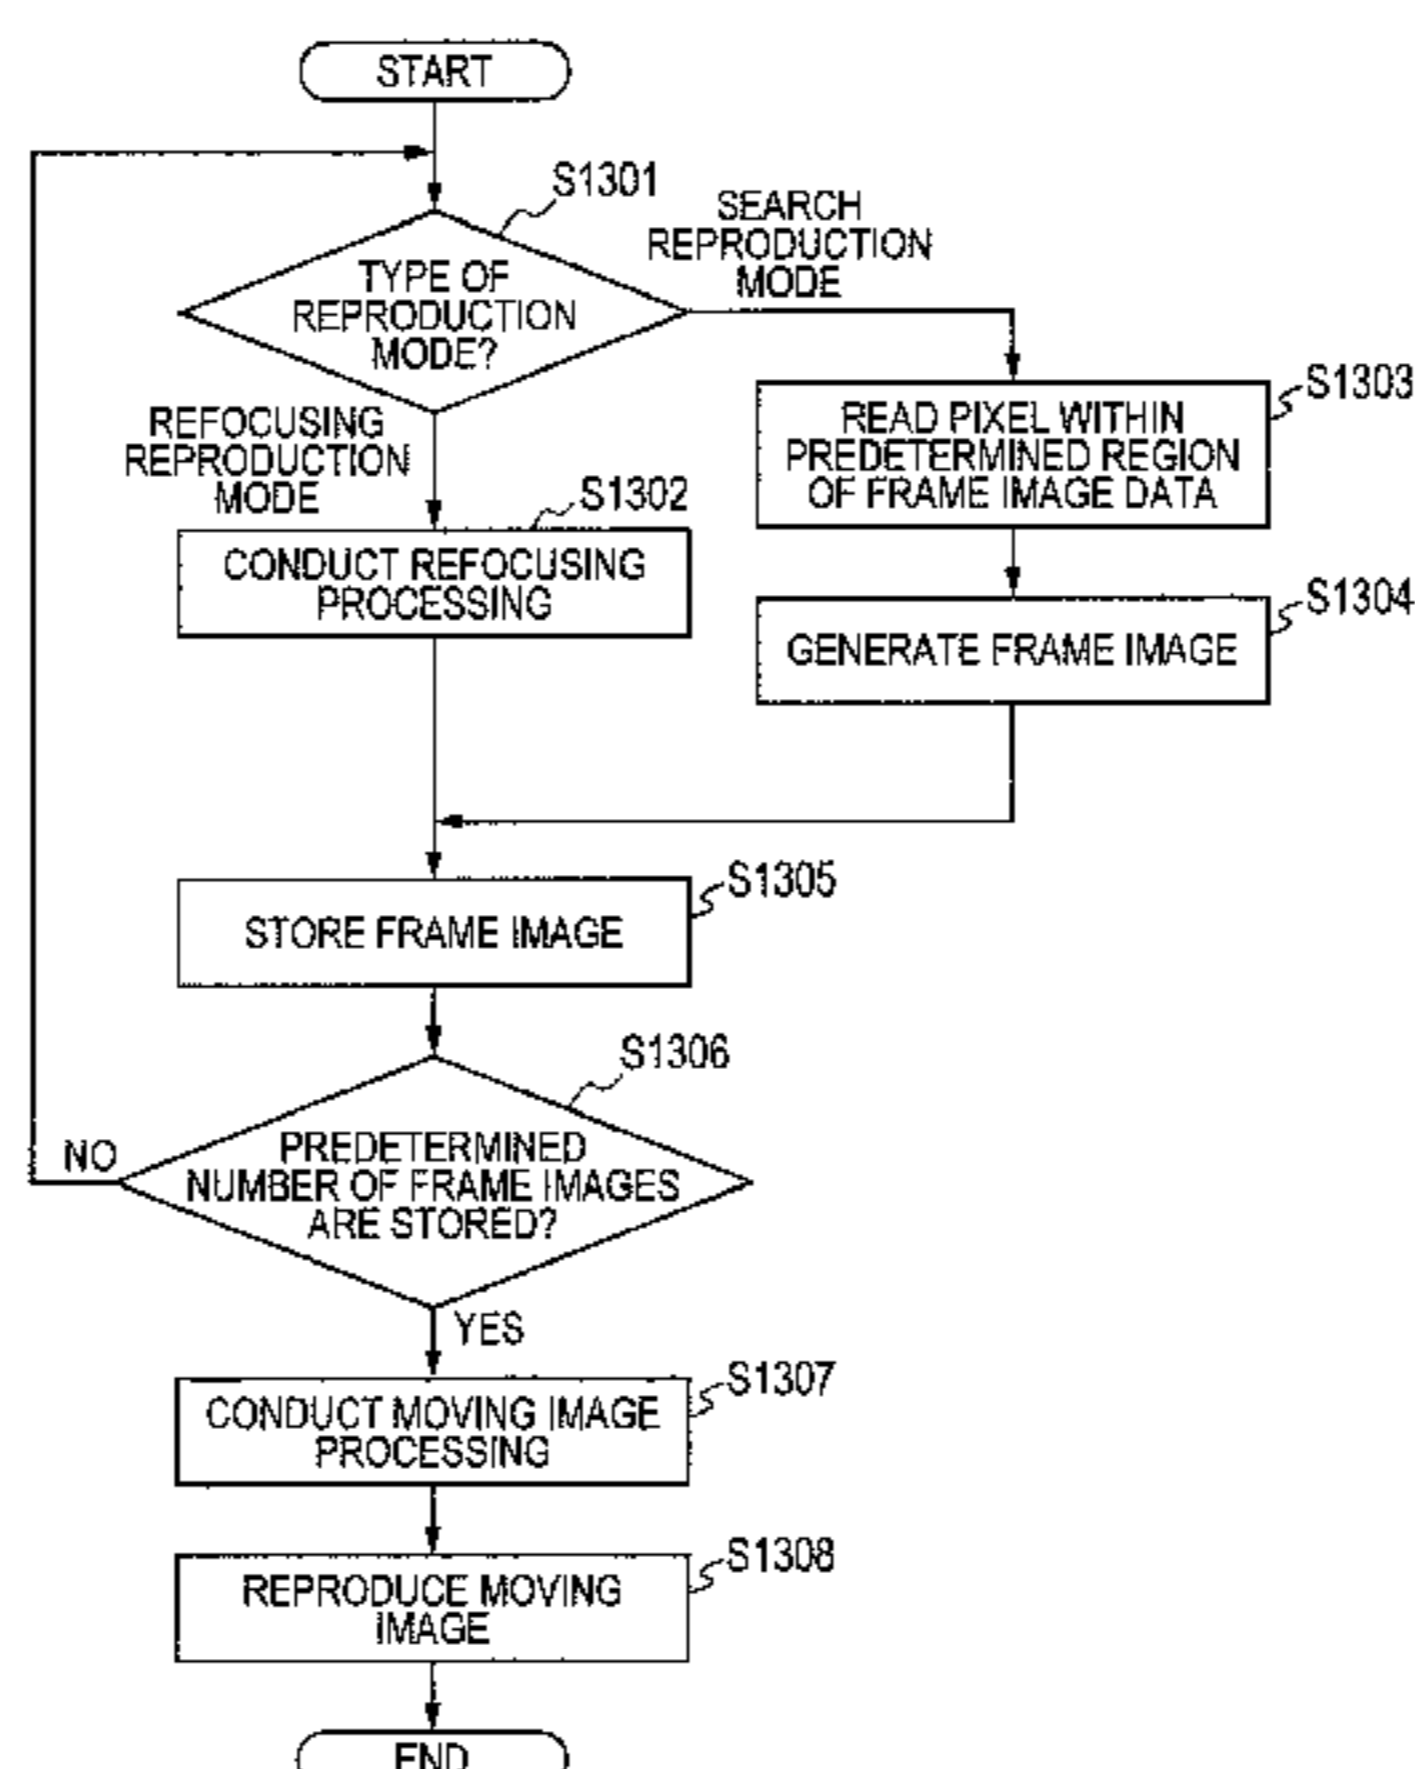 START
S1301
SEARCH
REPRODUCTION
MODE
TYPE OF
REPRODUCTION
MODE?
S1303
READ PIXEL WITHIN
PREDETERMINED REGION
OF FRAME IMAGE DATA
REFOCUSING
REPRODUCTION
MODE
S1302
CONDUCT REFOCUSING
PROCESSING
S1304
GENERATE FRAME IMAGE
S1305
STORE FRAME IMAGE
S1306
NO
PREDETERMINED
NUMBER OF FRAME IMAGES
ARE STORED?
YES
S1307
CONDUCT MOVING IMAGE
PROCESSING
S1308
REPRODUCE MOVING
IMAGE
END